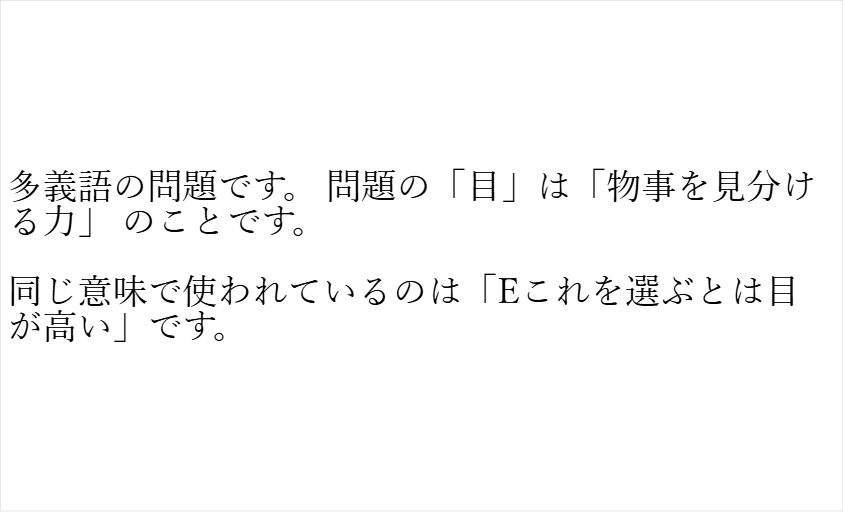 多義語の問題です。 問題の「目」は「物事を見分け
る力」 のことです。
同じ意味で使われているのは「Eこれを選ぶとは目
が高い」です。